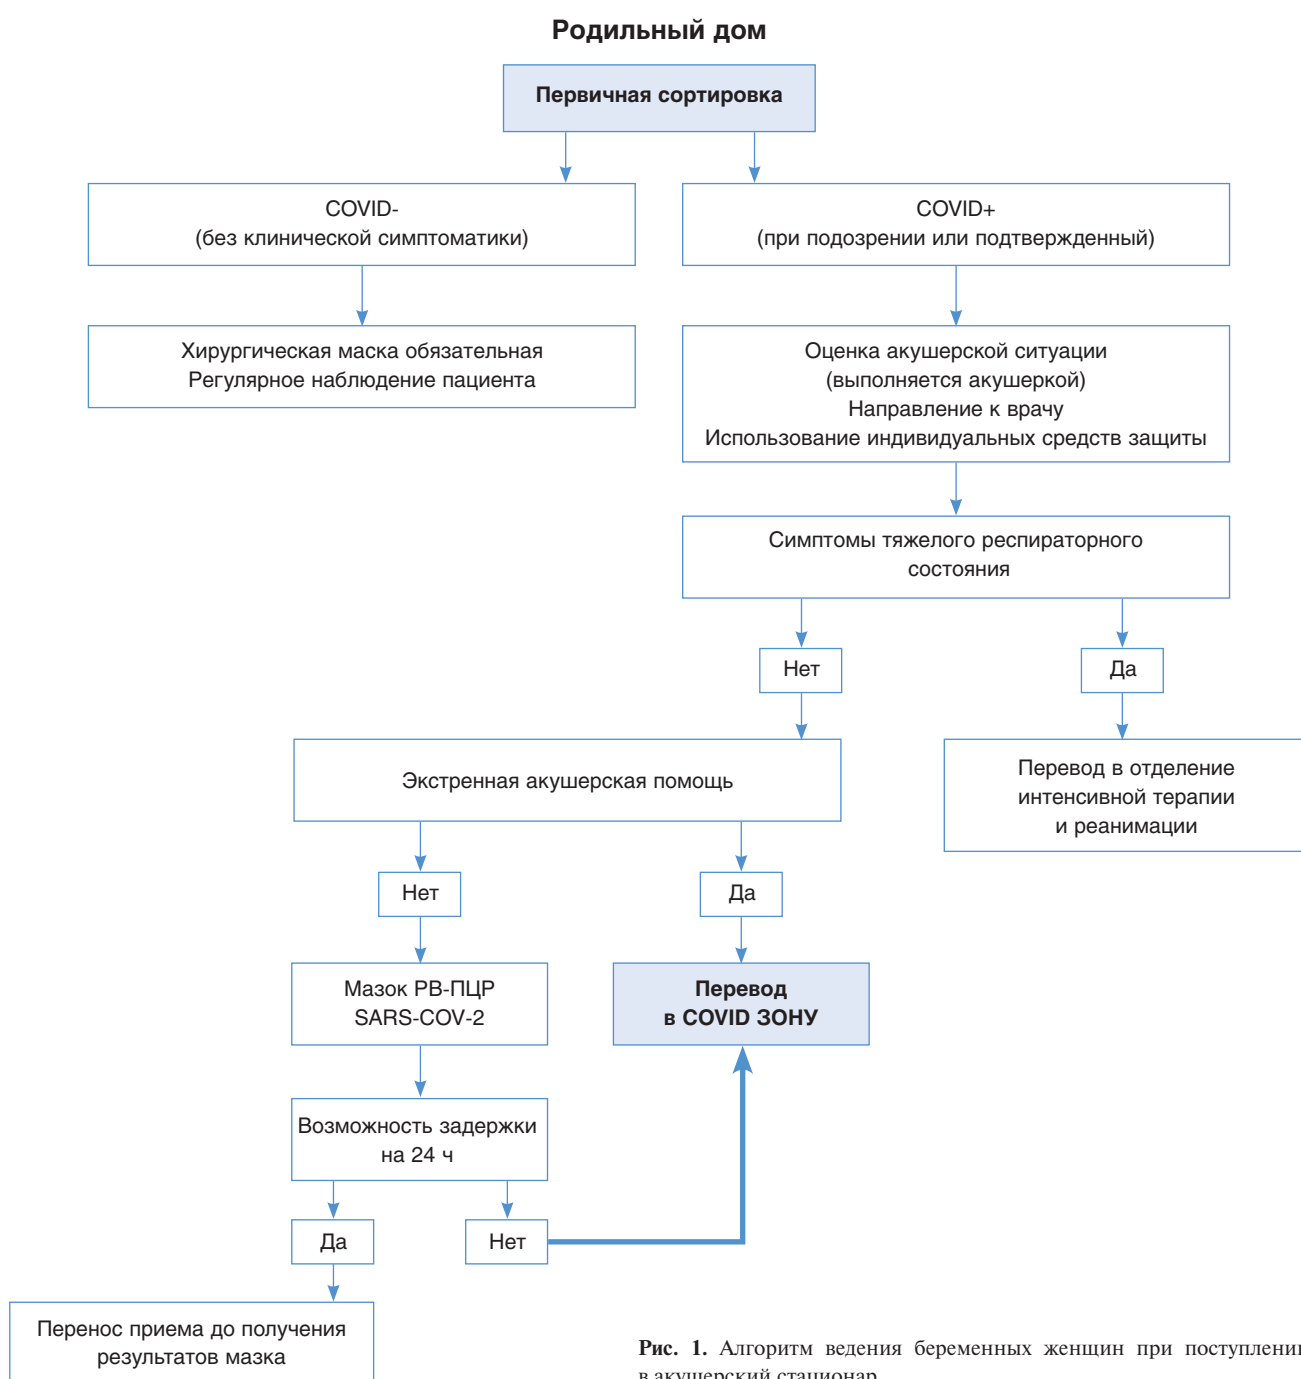 Родильный дом
Первичная сортировка
COVID-
(без клинической симптоматики)
COVID+
(при подозрении или подтвержденный)
Хирургическая маска обязательная
Регулярное наблюдение пациента
Оценка акушерской ситуации
(выполняется акушеркой)
Направление к врачу
Использование индивидуальных средств защиты
Симптомы тяжелого респираторного
состояния
Нет
Да
Экстренная акушерская помощь
Перевод в отделение
интенсивной терапии
и реанимации
Нет
Да
Мазок РВ-ПЦР
SARS-COV-2
Перевод
в COVID ЗОНУ
Возможность задержки
на 24 ч
Да
Нет
Перенос приема до получения
результатов мазка
Рис. 1. Алгоритм ведения беременных женщин при поступлении
в акушерский стационар